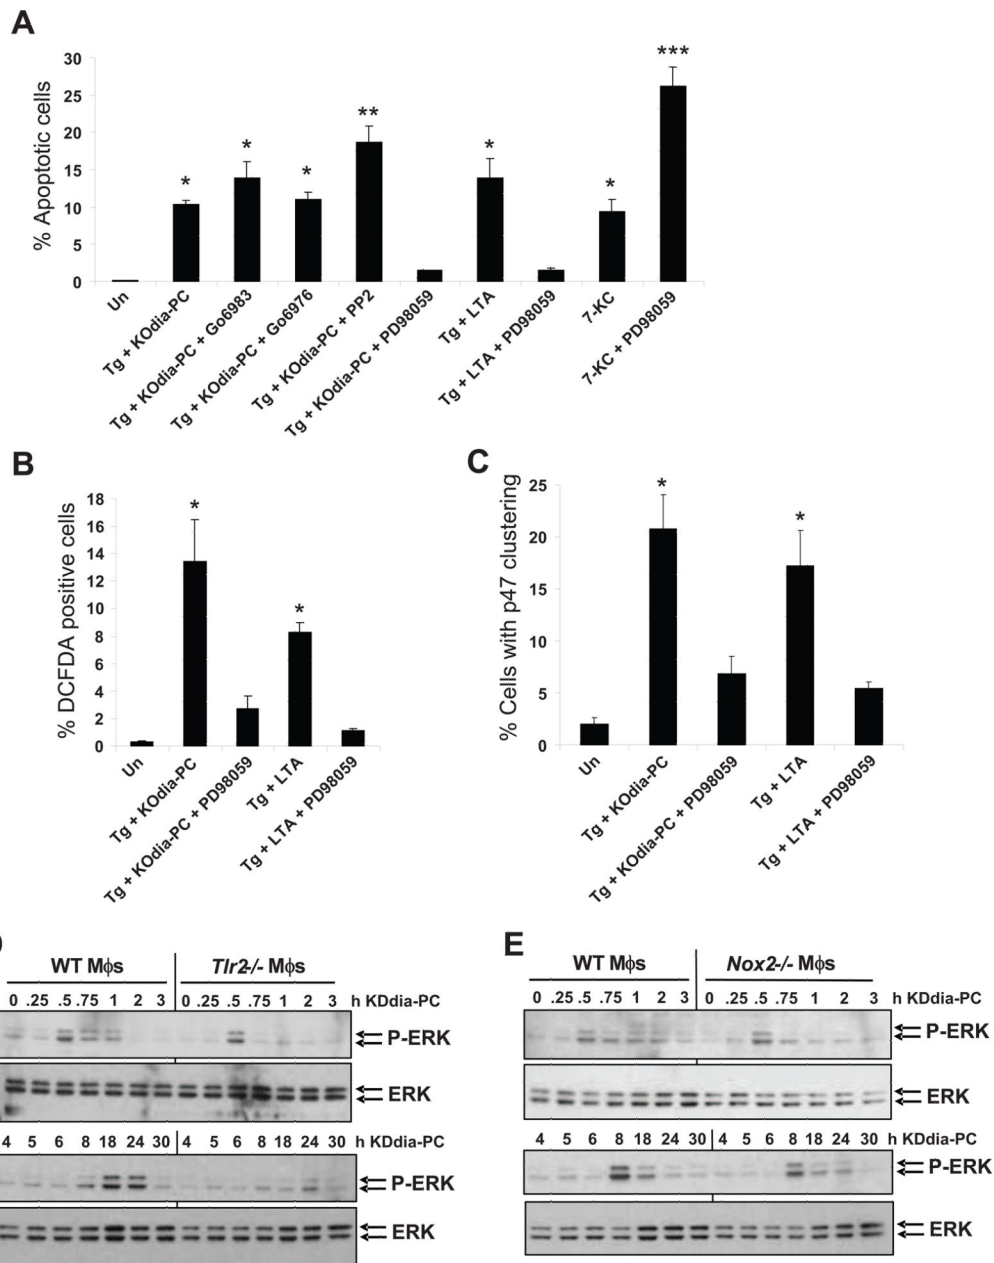 A
% Apoptotic cells
30
25
20
15
10
5
0
*
*
*
**
*
*
***
Un
Tg + KOdia-PC
Tg + KOdia-PC + Go6983
Tg + KOdia-PC + Go6976
Tg + KOdia-PC + PP2
Tg + KOdia-PC + PD98059
Tg + LTA
Tg + LTA + PD98059
7-KC
7-KC + PD98059
B
% DCFDA positive cells
18
16
14
12
10
8
6
4
2
0
*
*
Un
Tg + KOdia-PC
Tg + KOdia-PC + PD98059
Tg + LTA
Tg + LTA + PD98059
C
% Cells with p47 clustering
25
20
15
10
5
0
*
*
Un
Tg + KOdia-PC
Tg + KOdia-PC + PD98059
Tg + LTA
Tg + LTA + PD98059
WT Mϕs Tlr2-/- Mϕs
0 .25 .5 .75 1 2 3 0 .25 .5 .75 1 2 3 h KDdia-PC
P-ERK
ERK
4 5 6 8 18 24 30 4 5 6 8 18 24 30 h KDdia-PC
P-ERK
ERK
E
WT Mϕs Nox2-/- Mϕs
0 .25 .5 .75 1 2 3 0 .25 .5 .75 1 2 3 h KDdia-PC
P-ERK
ERK
4 5 6 8 18 24 30 4 5 6 8 18 24 30 h KDdia-PC
P-ERK
ERK